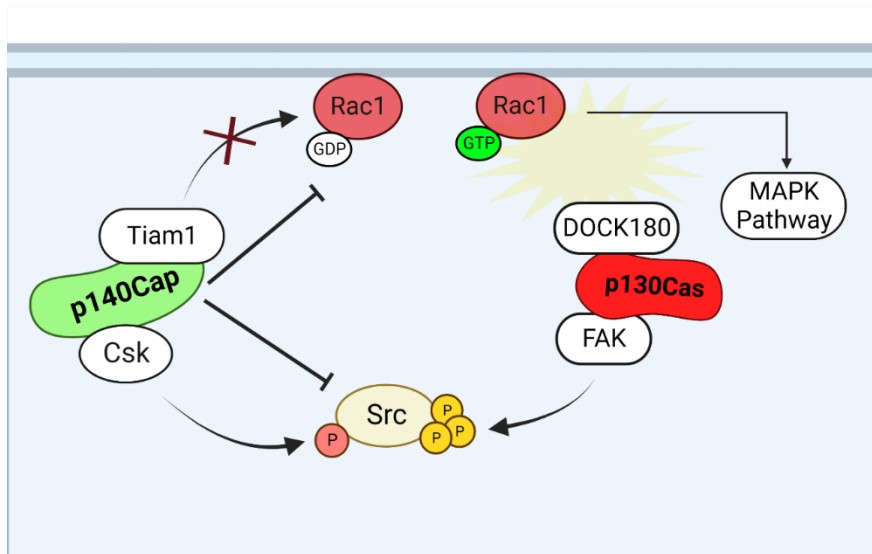 Rac1
GDP
Rac1
GTP
MAPK
Pathway
Tiam1
p140Cap
Csk
DOCK180
p130Cas
FAK
Src
P
P
P
P